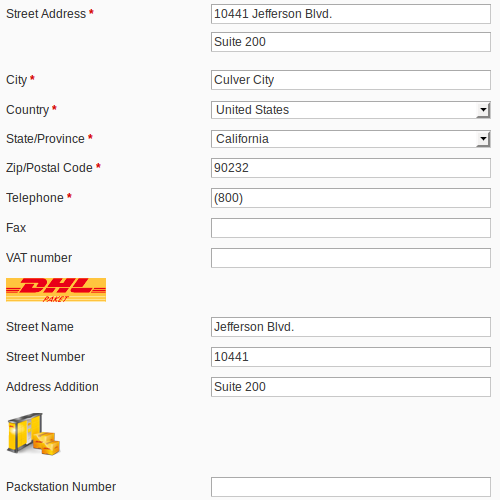 Street Address * 10441 Jefferson Blvd.
Suite 200
City * Culver City
Country * United States
State/Province * California
Zip/Postal Code * 90232
Telephone * (800)
Fax
VAT number
DHL
PAKET
Street Name Jefferson Blvd.
Street Number 10441
Address Addition Suite 200
Packstation Number